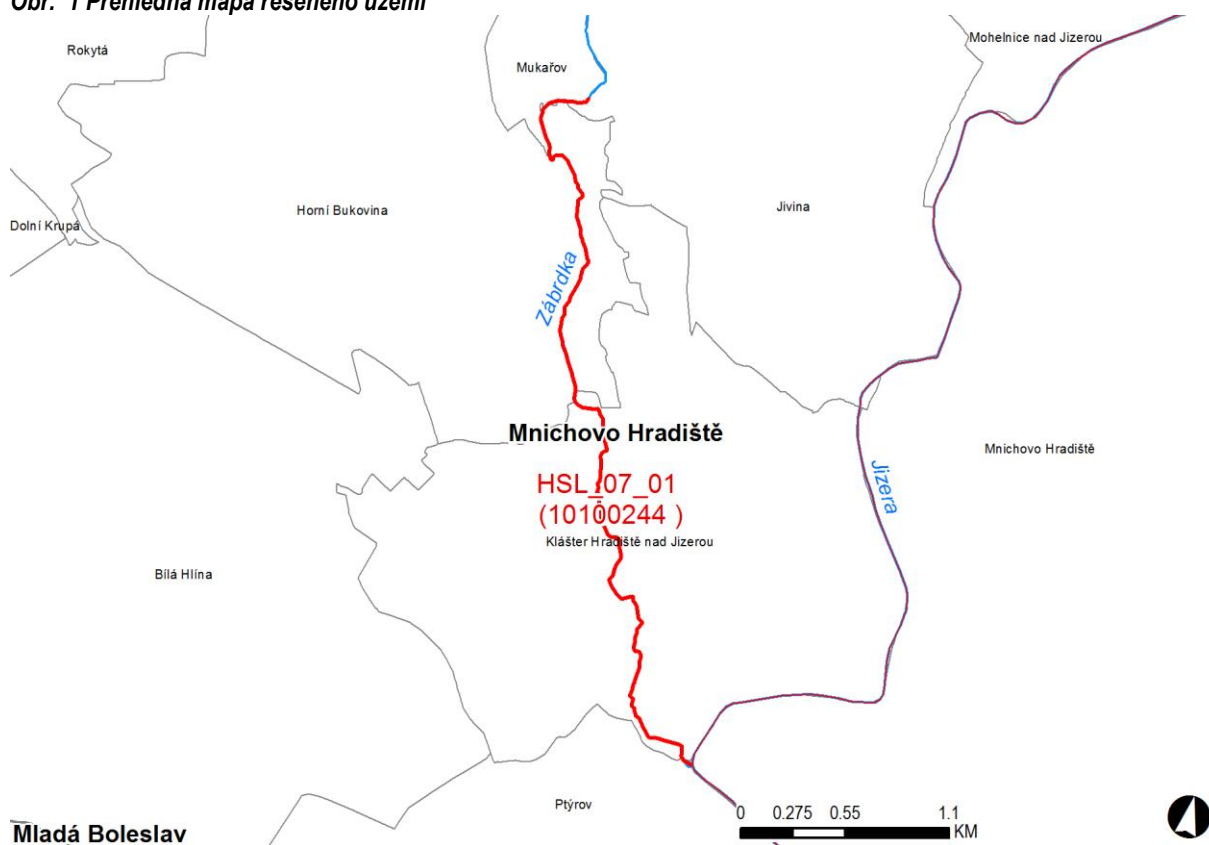 Obr. 1 Přehledná mapa řešeného území
Rokytá
Mohelnice nad Jizerou
Mukařov
Horní Bukovina
Jivina
Dolní Krupá
Zábrdka
Mnichovo Hradiště
Mnichovo Hradiště
Jizera
HSL_07_01
(10100244 )
Klášter Hradiště nad Jizerou
Bílá Hlína
Ptýrov
0 0.275 0.55 1.1
KM
Mladá Boleslav